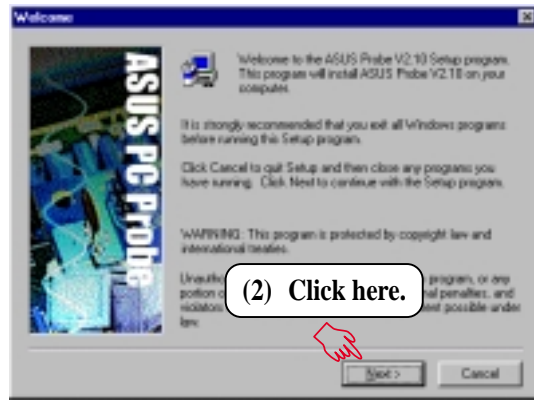 Welcome
ASUS PC Probe
Welcome to the ASUS Probe V2.10 Setup program.
This program will install ASUS Probe V2.10 on your
computer.
It is strongly recommended that you exit all Windows programs
before running this Setup program.
Click Cancel to quit Setup and then close any programs you
have running. Click Next to continue with the Setup program.
WARNING: This program is protected by copyright law and
international treaties.
program, or any
portion penalties, and
violators possible under
law.
(2) Click here.
Next >
Cancel